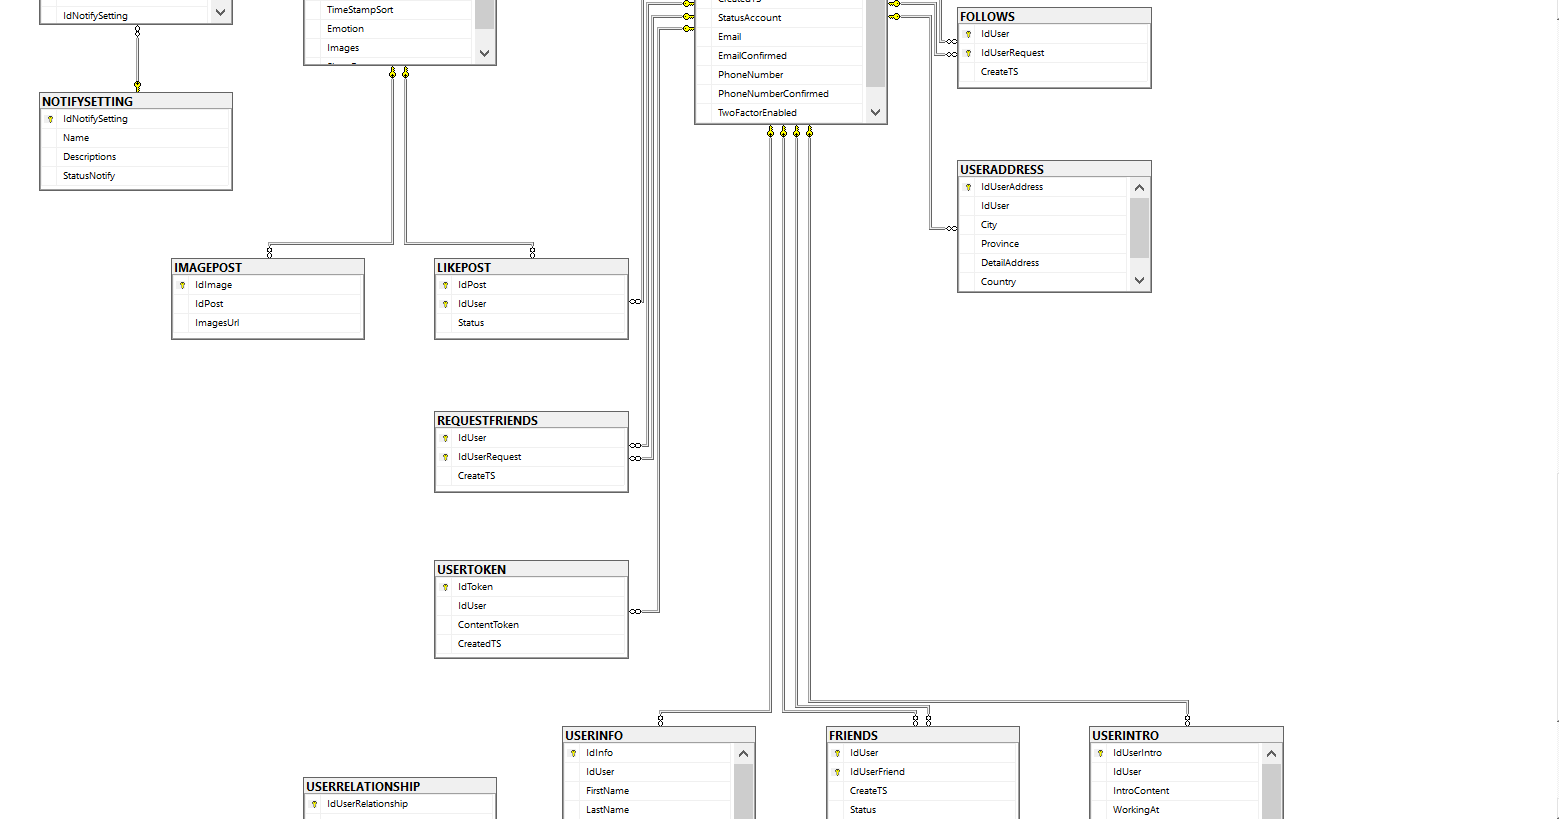 IdNotifySetting
NOTIFYSETTING
IdNotifySetting
Name
Descriptions
StatusNotify
TimeStampSort
Emotion
Images
IMAGEPOST
IdImage
IdPost
ImagesUrl
LIKEPOST
IdPost
IdUser
Status
REQUESTFRIENDS
IdUser
IdUserRequest
CreateTS
USERTOKEN
IdToken
IdUser
ContentToken
CreatedTS
StatusAccount
Email
EmailConfirmed
PhoneNumber
PhoneNumberConfirmed
TwoFactorEnabled
FOLLOWS
IdUser
IdUserRequest
CreateTS
USERADDRESS
IdUserAddress
IdUser
City
Province
DetailAddress
Country
USERRELATIONSHIP
IdUserRelationship
USERINFO
IdInfo
IdUser
FirstName
LastName
FRIENDS
IdUser
IdUserFriend
CreateTS
Status
USERINTRO
IdUserIntro
IdUser
IntroContent
WorkingAt